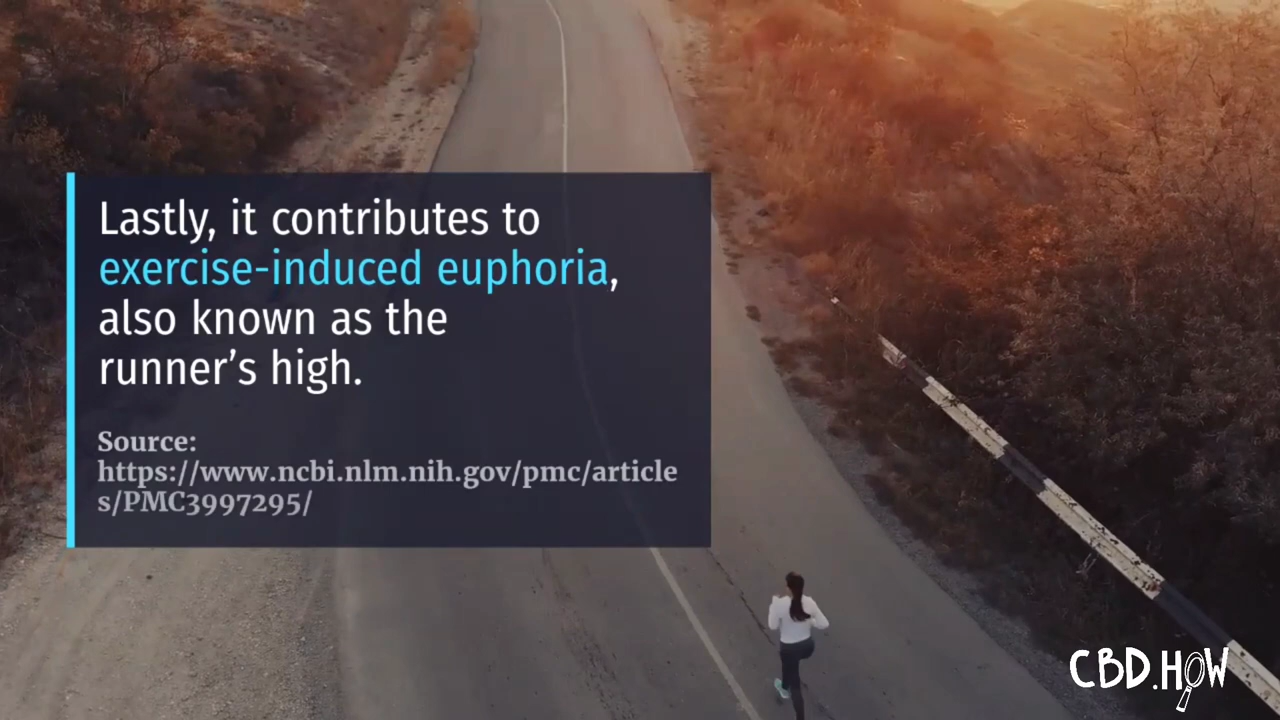 Lastly, it contributes to
exercise-induced euphoria,
also known as the
runner's high.
Source:
https://www.ncbi.nlm.nih.gov/pmc/article
s/PMC3997295/
CBD.HOW